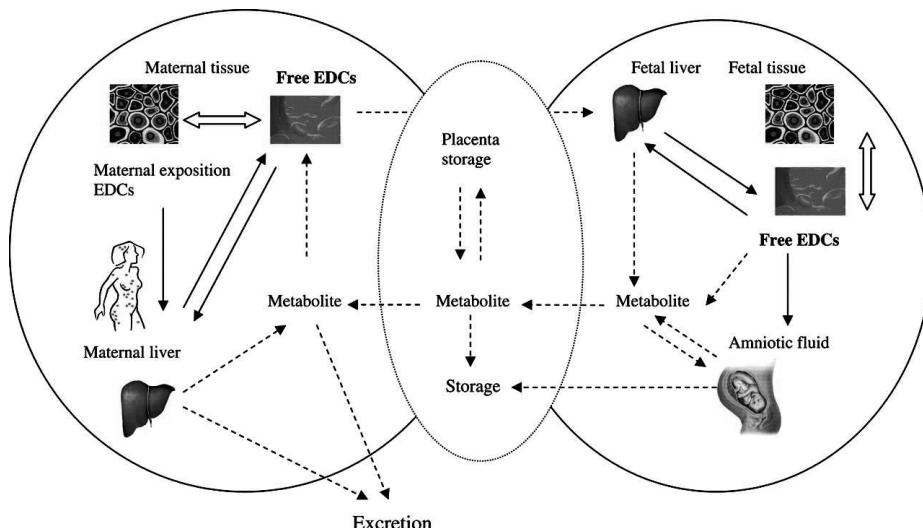 Maternal tissue
Free EDCs
Maternal exposition
EDCs
Metabolite
Maternal liver
Placenta
storage
Metabolite
Storage
Fetal liver
Fetal tissue
Free EDCs
Metabolite
Amniotic fluid
Excretion